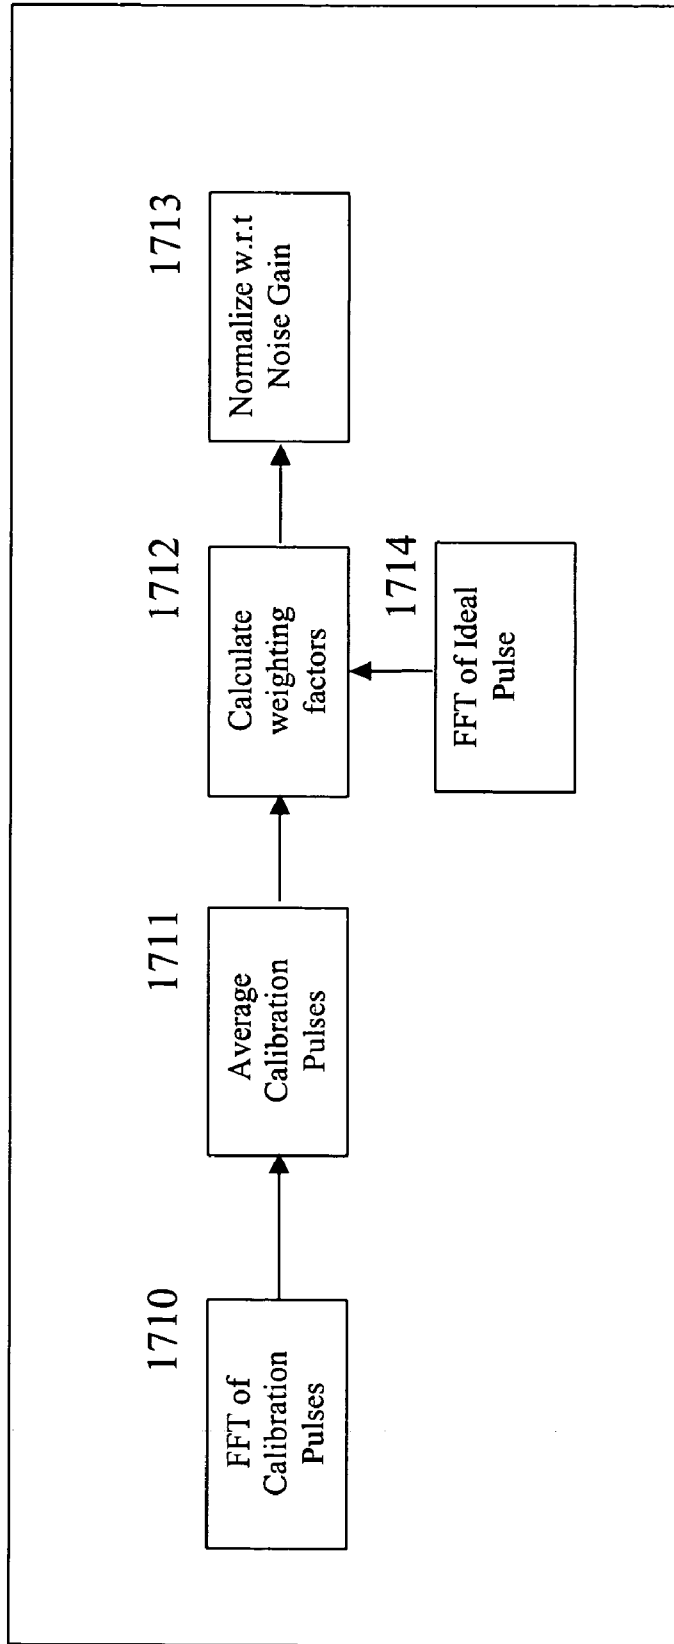 1710
FFT of
Calibration
Pulses
1711
Average
Calibration
Pulses
1712
Calculate
weighting
factors
1713
Normalize w.r.t
Noise Gain
1714
FFT of Ideal
Pulse